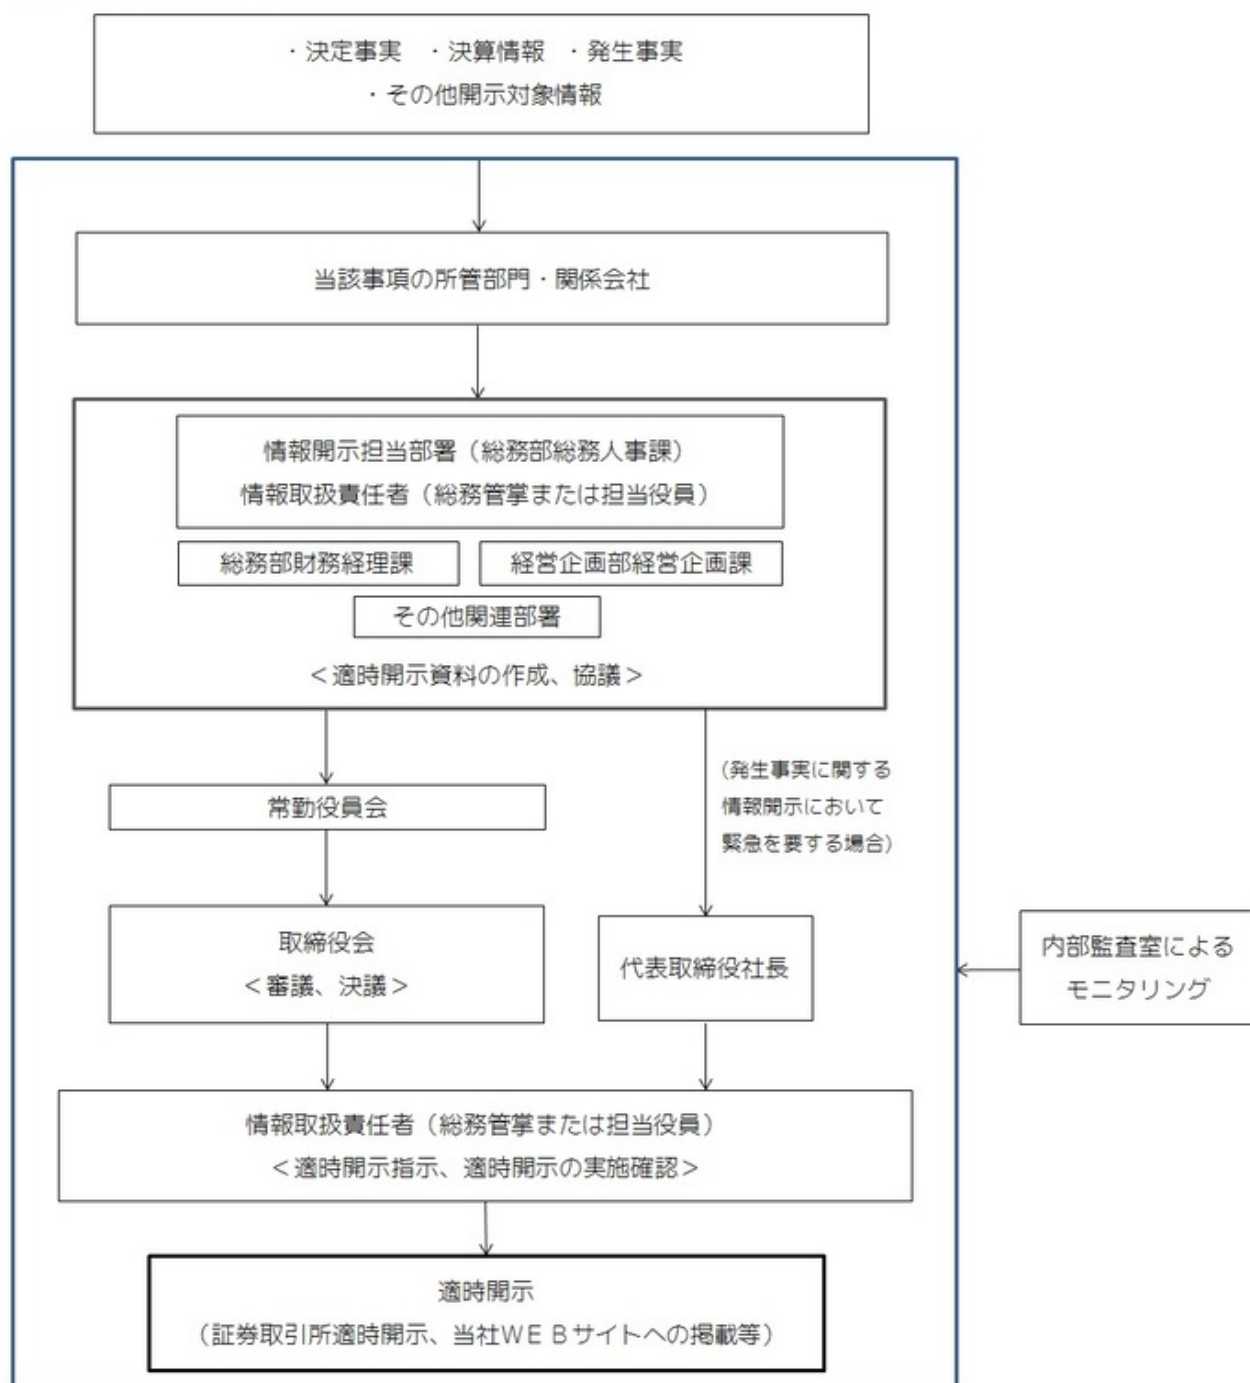 ・決定事実　・決算情報　・発生事実
・その他開示対象情報
当該事項の所管部門・関係会社
情報開示担当部署（総務部総務人事課）
情報取扱責任者（総務管掌または担当役員）
総務部財務経理課
経営企画部経営企画課
その他関連部署
＜適時開示資料の作成、協議＞
(発生事実に関する
情報開示において
緊急を要する場合)
常勤役員会
取締役会
＜審議、決議＞
代表取締役社長
内部監査室による
モニタリング
情報取扱責任者（総務管掌または担当役員）
＜適時開示指示、適時開示の実施確認＞
適時開示
（証券取引所適時開示、当社ＷＥＢサイトへの掲載等）